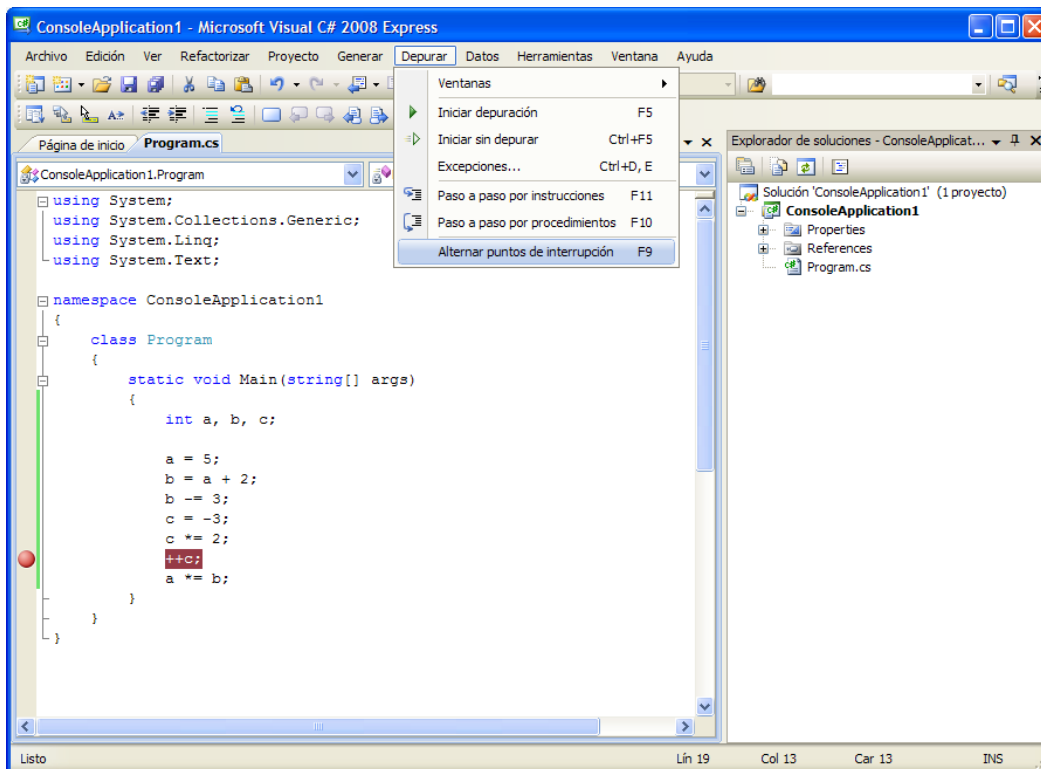 ConsoleApplication1 - Microsoft Visual C# 2008 Express
Archivo Edición Ver Refactorizar Proyecto Generar Depurar Datos Herramientas Ventana Ayuda
Ventanas
Iniciar depuración F5
Iniciar sin depurar Ctrl+F5
Excepciones... Ctrl+D, E
Paso a paso por instrucciones F11
Paso a paso por procedimientos F10
Alternar puntos de interrupción F9
Página de inicio Program.cs
ConsoleApplication1.Program
using System;
using System.Collections.Generic;
using System.Linq;
using System.Text;
namespace ConsoleApplication1
{
class Program
{
static void Main(string[] args)
{
int a, b, c;
a = 5;
b = a + 2;
b -= 3;
c = -3;
c *= 2;
++c;
a *= b;
}
}
}
Explorador de soluciones - ConsoleApplicat...
Solución 'ConsoleApplication1' (1 proyecto)
ConsoleApplication1
Properties
References
Program.cs
Listo Lín 19 Col 13 Car 13 INS